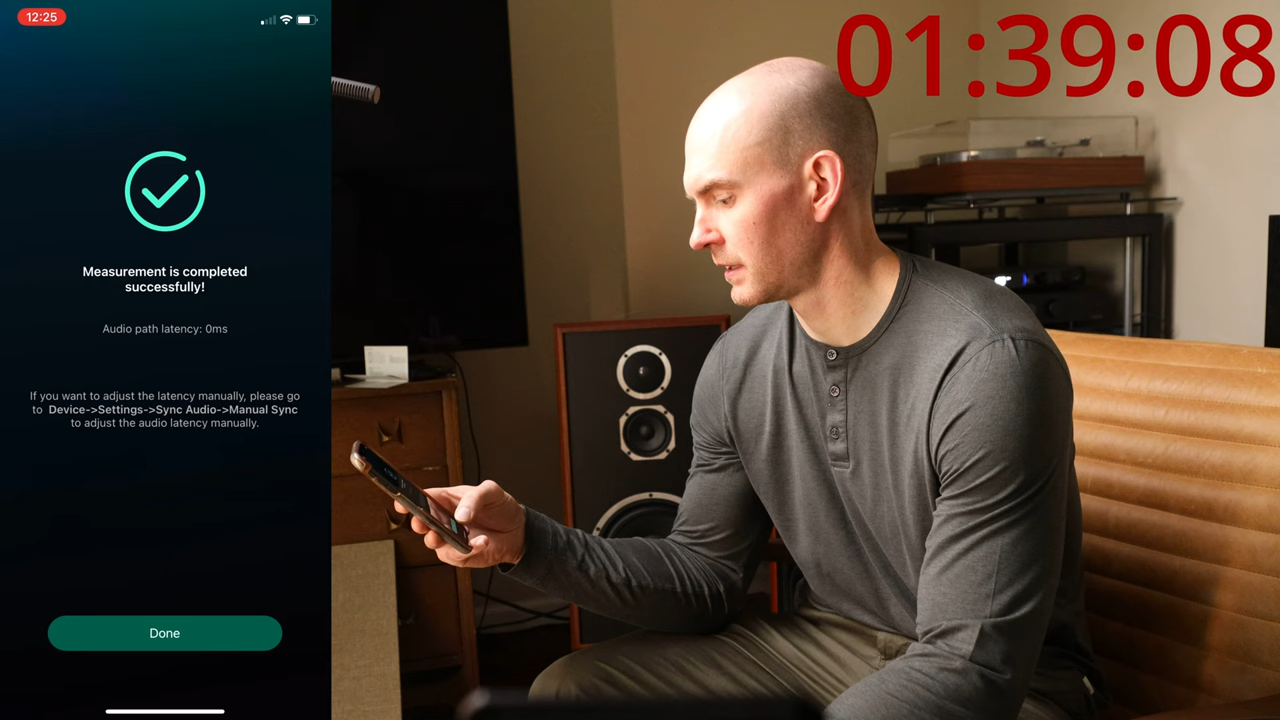 12:25
01:39:08
Measurement is completed
successfully!
Audio path latency: 0ms
If you want to adjust the latency manually, please go
to Device->Settings->Sync Audio->Manual Sync
to adjust the audio latency manually.
Done